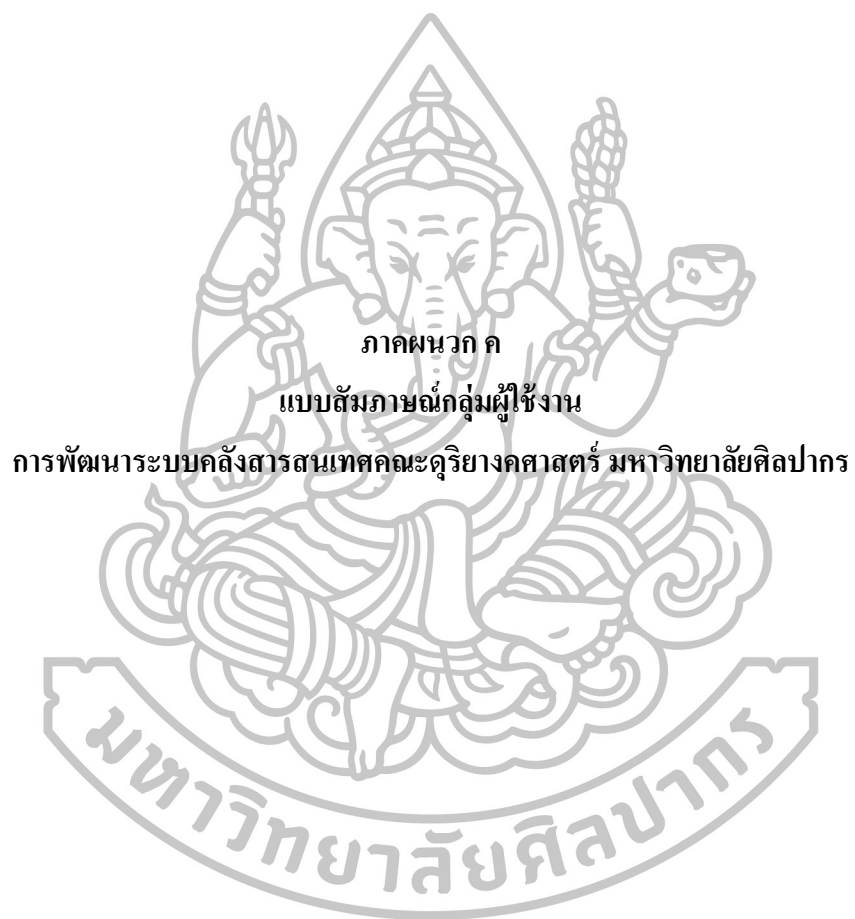 ภาคผนวก ค
แบบสัมภาษณ์กลุ่มผู้ใช้งาน
การพัฒนาระบบคลังสารสนเทศคณะดุริยางคศาสตร์ มหาวิทยาลัยศิลปากร
มหาวิทยาลัยศิลปากร